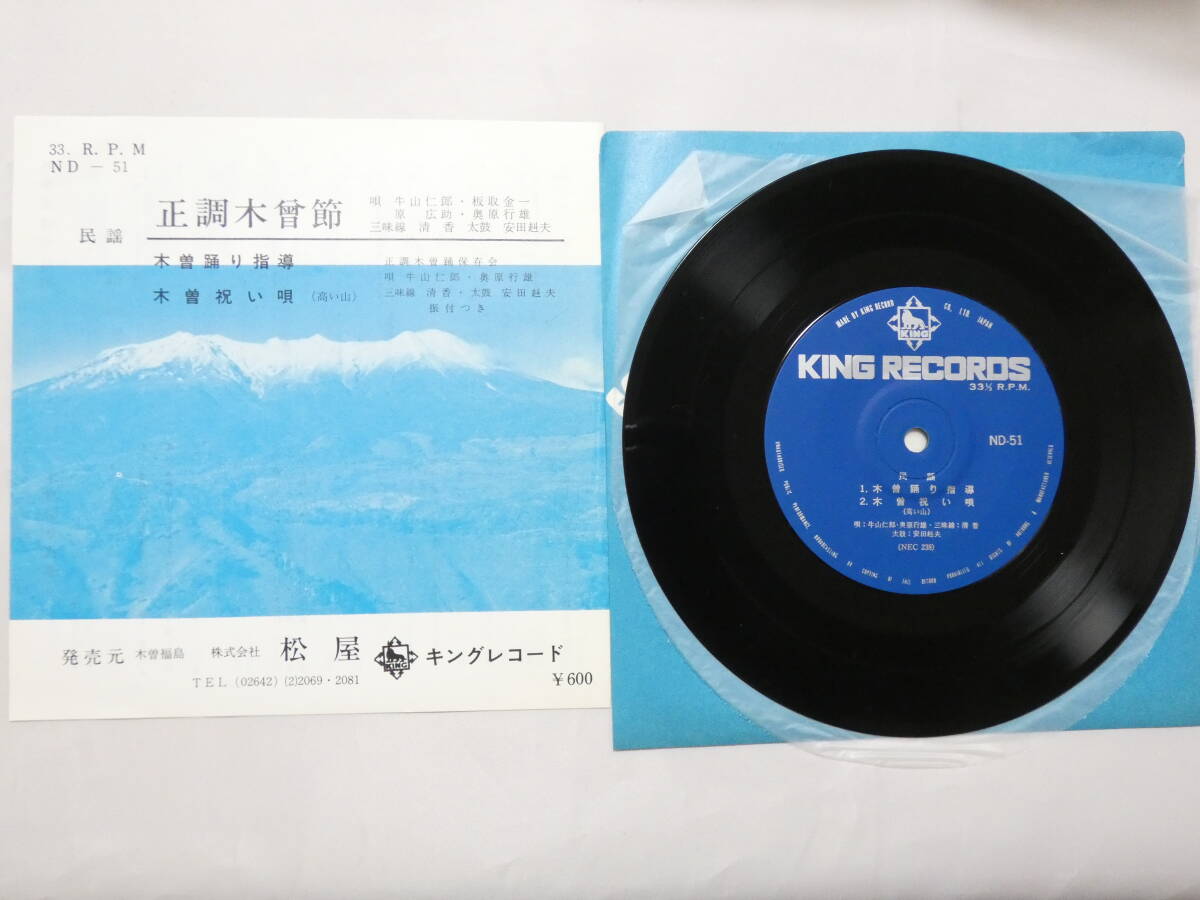 33. R. P. M
ND － 51
民 謡
正調木曾節
唄 牛山仁郎・板取金一
原 広助・奥原行雄
三味線 清 香 太鼓 安田赳夫
木曽踊り指導
正調木曽踊保存会
唄 牛山仁郎・奥原行雄
木曽祝い唄 (高い山)
三味線 清香・太鼓 安田赳夫
振付つき
発売元 木曽福島 株式会社 松 屋
KING
キングレコード
TEL (02642) (2)2069・2081
￥600
MADE BY KING RECORD CO., LTD. JAPAN
KING
KING RECORDS
33⅓ R.P.M.
ND-51
民 謡
1. 木曽踊り指導
2. 木曽祝い唄
(高い山)
唄：牛山仁郎・奥原行雄・三味線：清 香
太鼓：安田赳夫
(NEC 238)